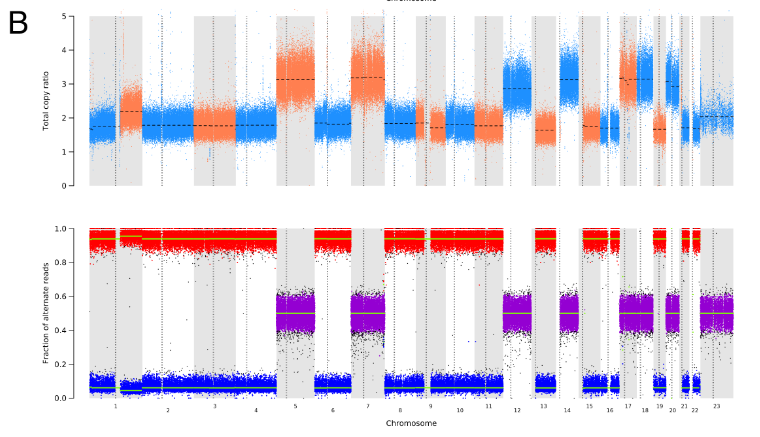 Chromosome
B
5
4
3
2
1
0
Total copy ratio
1.0
0.8
0.6
0.4
0.2
0.0
Fraction of alternate reads
1 2 3 4 5 6 7 8 9 10 11 12 13 14 15 16 17 18 19 20 21 22 23
Chromosome